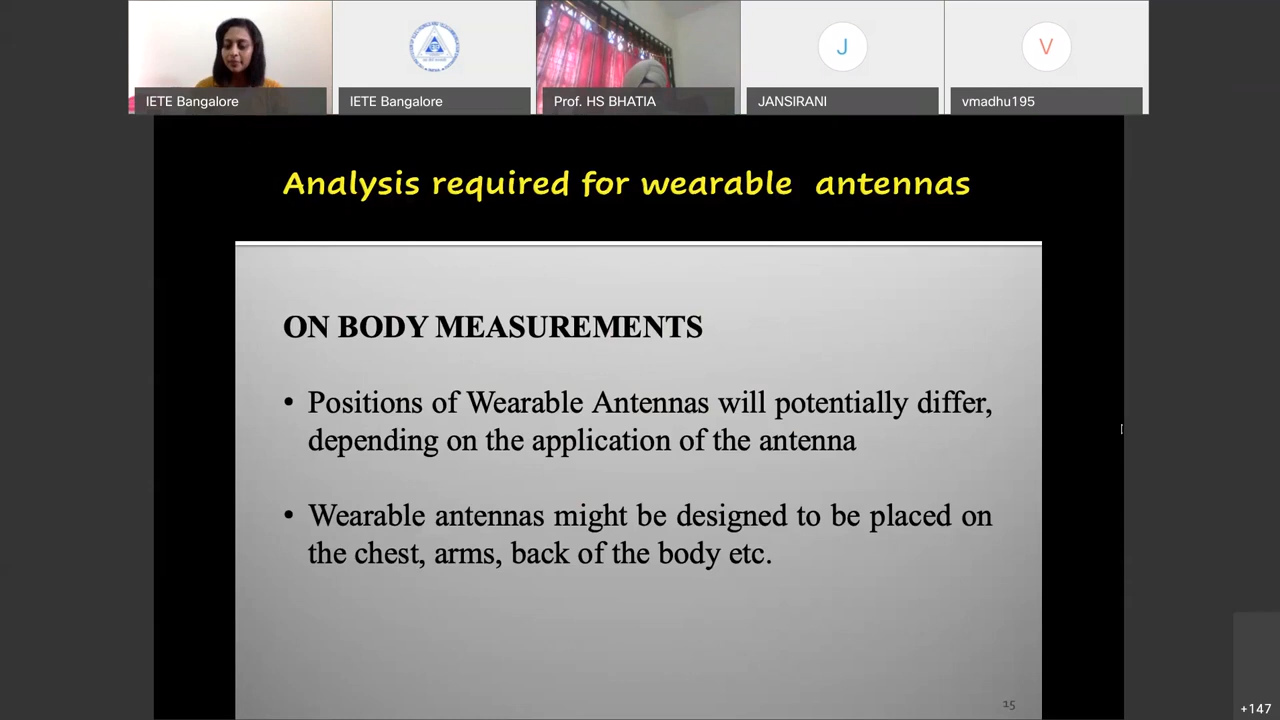 IETE Bangalore
IETE Bangalore
Prof. HS BHATIA
J
JANSIRANI
V
vmadhu195
Analysis required for wearable antennas
ON BODY MEASUREMENTS
• Positions of Wearable Antennas will potentially differ,
depending on the application of the antenna
• Wearable antennas might be designed to be placed on
the chest, arms, back of the body etc.
15
+147